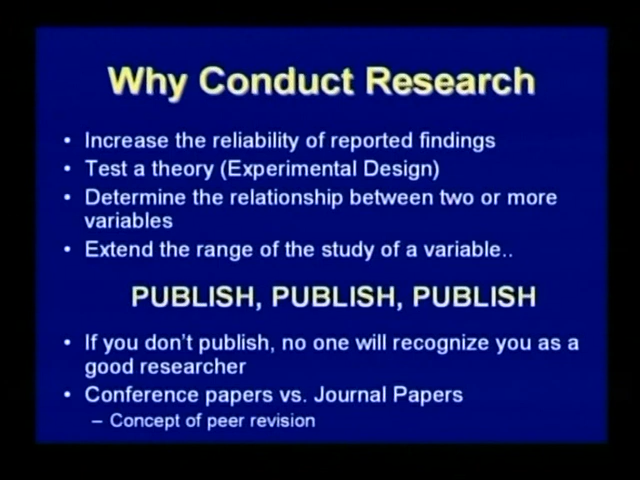 Why Conduct Research
• Increase the reliability of reported findings
• Test a theory (Experimental Design)
• Determine the relationship between two or more
variables
• Extend the range of the study of a variable..
PUBLISH, PUBLISH, PUBLISH
• If you don't publish, no one will recognize you as a
good researcher
• Conference papers vs. Journal Papers
– Concept of peer revision